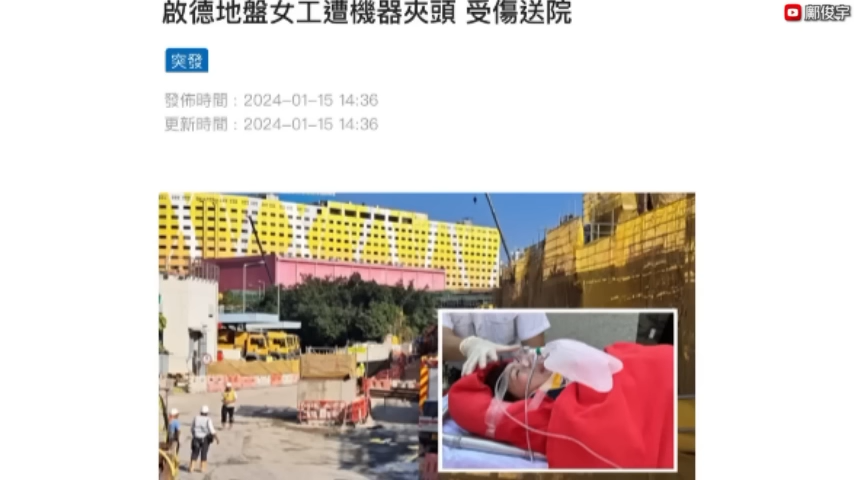 啟德地盤女工遭機器夾頭 受傷送院
鄺俊宇
突發
發佈時間：2024-01-15 14:36
更新時間：2024-01-15 14:36